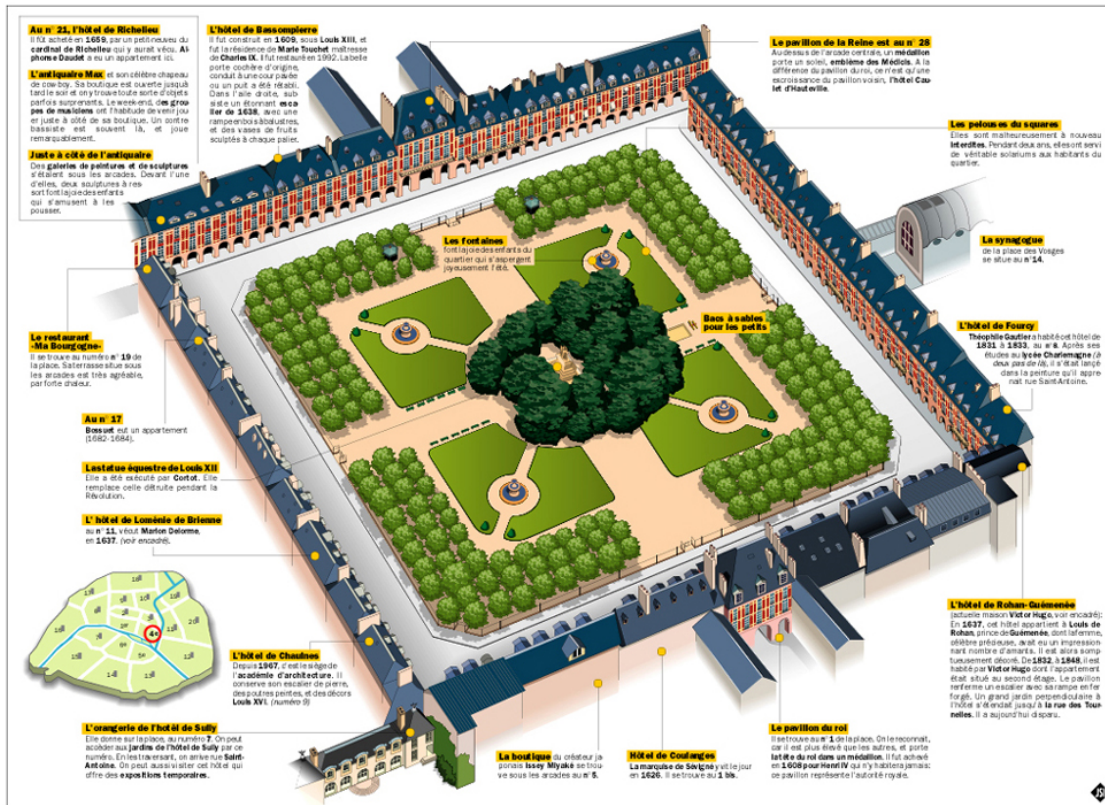 Au n° 21, l'hôtel de Richelieu
Il fût acheté en 1659, par un petit neveu du
cardinal de Richelieu qui y aurait vécu. Al-
phonse Daudet a eu un appartement ici.
L'antiquaire Max et son célèbre chapeau
de cow-boy. Sa boutique est ouverte jusqu'à
tard le soir et on y trouve toute sorte d'objets
parfois surprenants. Le week-end, des grou-
pes de musiciens ont l'habitude de venir jou-
er juste à côté de sa boutique. Un contre
bassiste est souvent là, et joue
remarquablement.
Juste à côté de l'antiquaire
Des galeries de peintures et de sculptures
s'étalent sous les arcades. Devant l'une
d'elles, deux sculptures à res-
sort font la joie des enfants
qui s'amusent à les
pousser.
L'hôtel de Bassompierre
Il fut construit en 1609, sous Louis XIII, et
fut la résidence de Marie Touchet maîtresse
de Charles IX. Il fut restauré en 1992. La belle
porte cochère d'origine,
conduit à une cour pavée
ou un puit a été rétabli.
Dans l'aile droite, sub-
siste un étonnant esca-
lier de 1638, avec une
rampe en bois à balustres,
et des vases de fruits
sculptés à chaque palier.
Le pavillon de la Reine est au n° 28
Au dessus de l'arcade centrale, un médaillon
porte un soleil, emblème des Médicis. A la
différence du pavillon du roi, ce n'est qu'une
excroissance du pavillon voisin, l'hôtel Cau-
let d'Hauteville.
Les pelouses du squares
Elles sont malheureusement à nouveau
interdites. Pendant deux ans, elles ont servi
de véritable solariums aux habitants du
quartier.
Les fontaines
font la joie des enfants du
quartier qui s'aspergent
joyeusement l'été.
La synagogue
de la place des Vosges
se situe au n°14.
Bacs à sables
pour les petits
Le restaurant
«Ma Bourgogne»
Il se trouve au numéro n° 19 de
la place. Sa terrasse situe sous
les arcades est très agréable,
par forte chaleur.
L'hôtel de Fourcy
Théophile Gautier a habité cet hôtel de
1831 à 1833, au n°8. Après ses
études au lycée Charlemagne (à
deux pas de là), il s'était lancé
dans la peinture qu'il appre-
nait rue Saint-Antoine.
Au n° 17
Bossuet eut un appartement
(1682-1684).
La statue équestre de Louis XII
Elle a été exécuté par Cortot. Elle
remplace celle détruite pendant la
Révolution.
L' hôtel de Loménie de Brienne
au n°11, vécut Marion Delorme,
en 1637. (voir encadré).
L'hôtel de Chaulnes
Depuis 1967, c'est le siège de
l'académie d'architecture. Il
conserve son escalier de pierre,
des poutres peintes, et des décors
Louis XVI. (numéro 9)
L'hôtel de Rohan-Guémenée
(actuelle maison Victor Hugo, voir encadré):
En 1637, cet hôtel appartient à Louis de
Rohan, prince de Guémenée, dont la femme,
célèbre précieuse, avait eu un impression-
nant nombre d'amants. Il est alors somp-
tueusement décoré. De 1832, à 1848, il est
habité par Victor Hugo dont l'appartement
était situé au second étage. Le pavillon
renferme un escalier avec sa rampe en fer
forgé. Un grand jardin perpendiculaire à
l'hôtel s'étendait jusqu'à la rue des Tour-
nelles. Il a aujourd'hui disparu.
L'orangerie de l'hotêl de Sully
Elle donne sur la place, au numéro 7. On peut
accéder aux jardins de l'hôtel de Sully par ce
numéro. En les traversant, on arrive rue Saint-
Antoine. On peut aussi visiter cet hôtel qui
offre des expositions temporaires.
La boutique du créateur ja-
ponais Issey Miyaké se trou-
ve sous les arcades au n° 5.
Hôtel de Coulanges
La marquise de Sévigné y vit le jour
en 1626. Il se trouve au 1 bis.
Le pavillon du roi
Il se trouve au n° 1 de la place. On le reconnait,
car il est plus élevé que les autres, et porte
la tête du roi dans un médaillon. Il fut achevé
en 1608 pour Henri IV qui n'y habitera jamais:
ce pavillon représente l'autorité royale.
4e
JSI